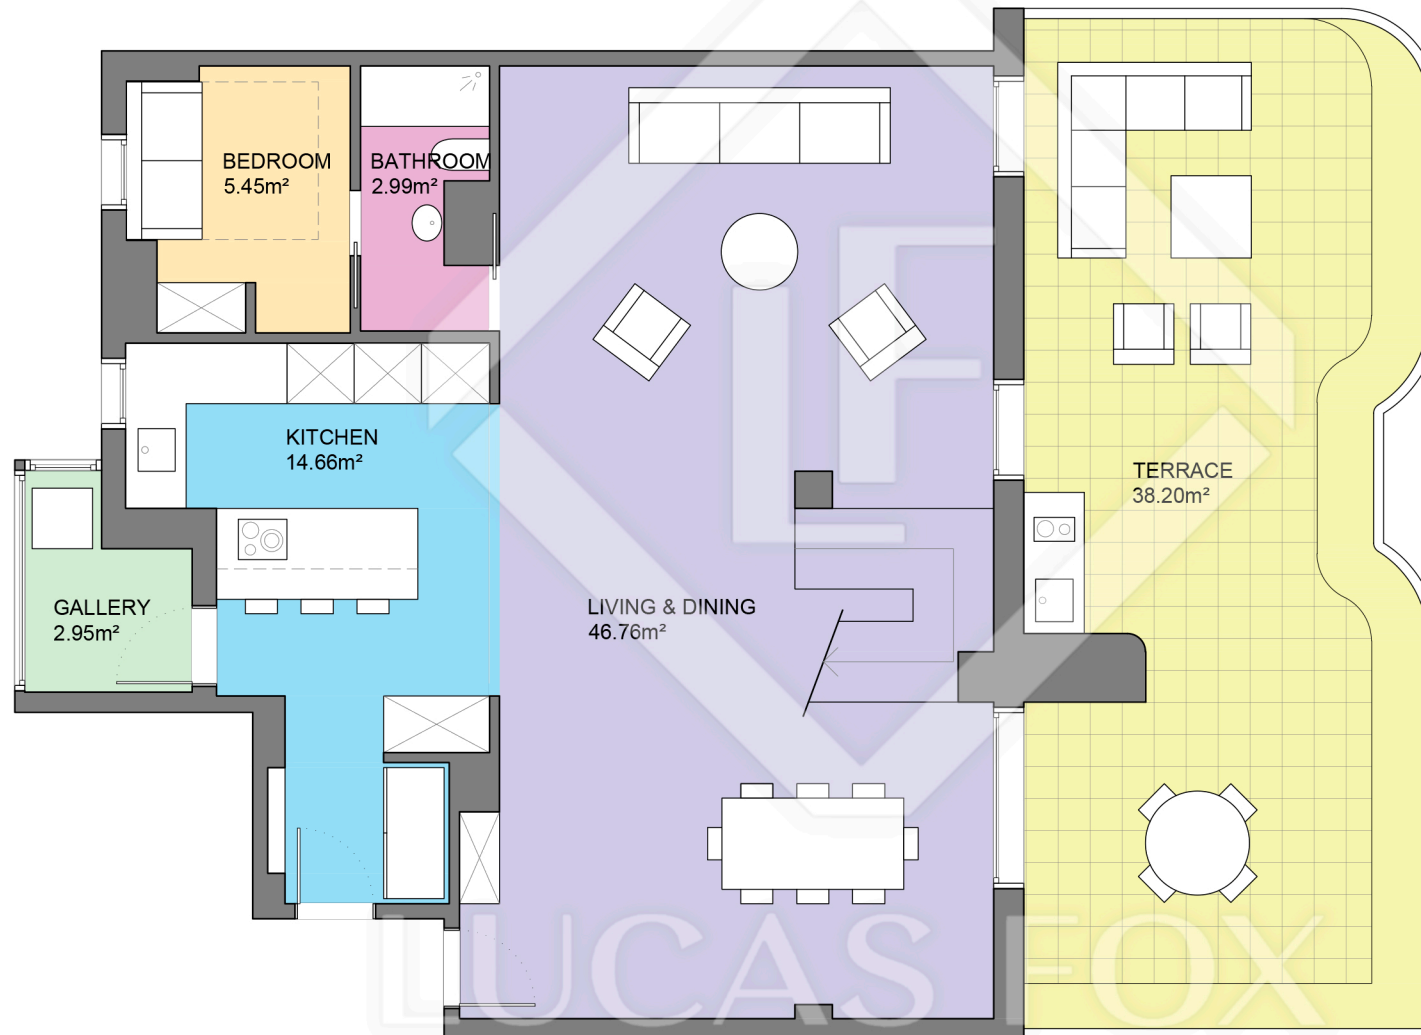 BEDROOM
5.45m²
BATHROOM
2.99m²
KITCHEN
14.66m²
TERRACE
38.20m²
GALLERY
2.95m²
LIVING & DINING
46.76m²
LF
LUCAS FOX